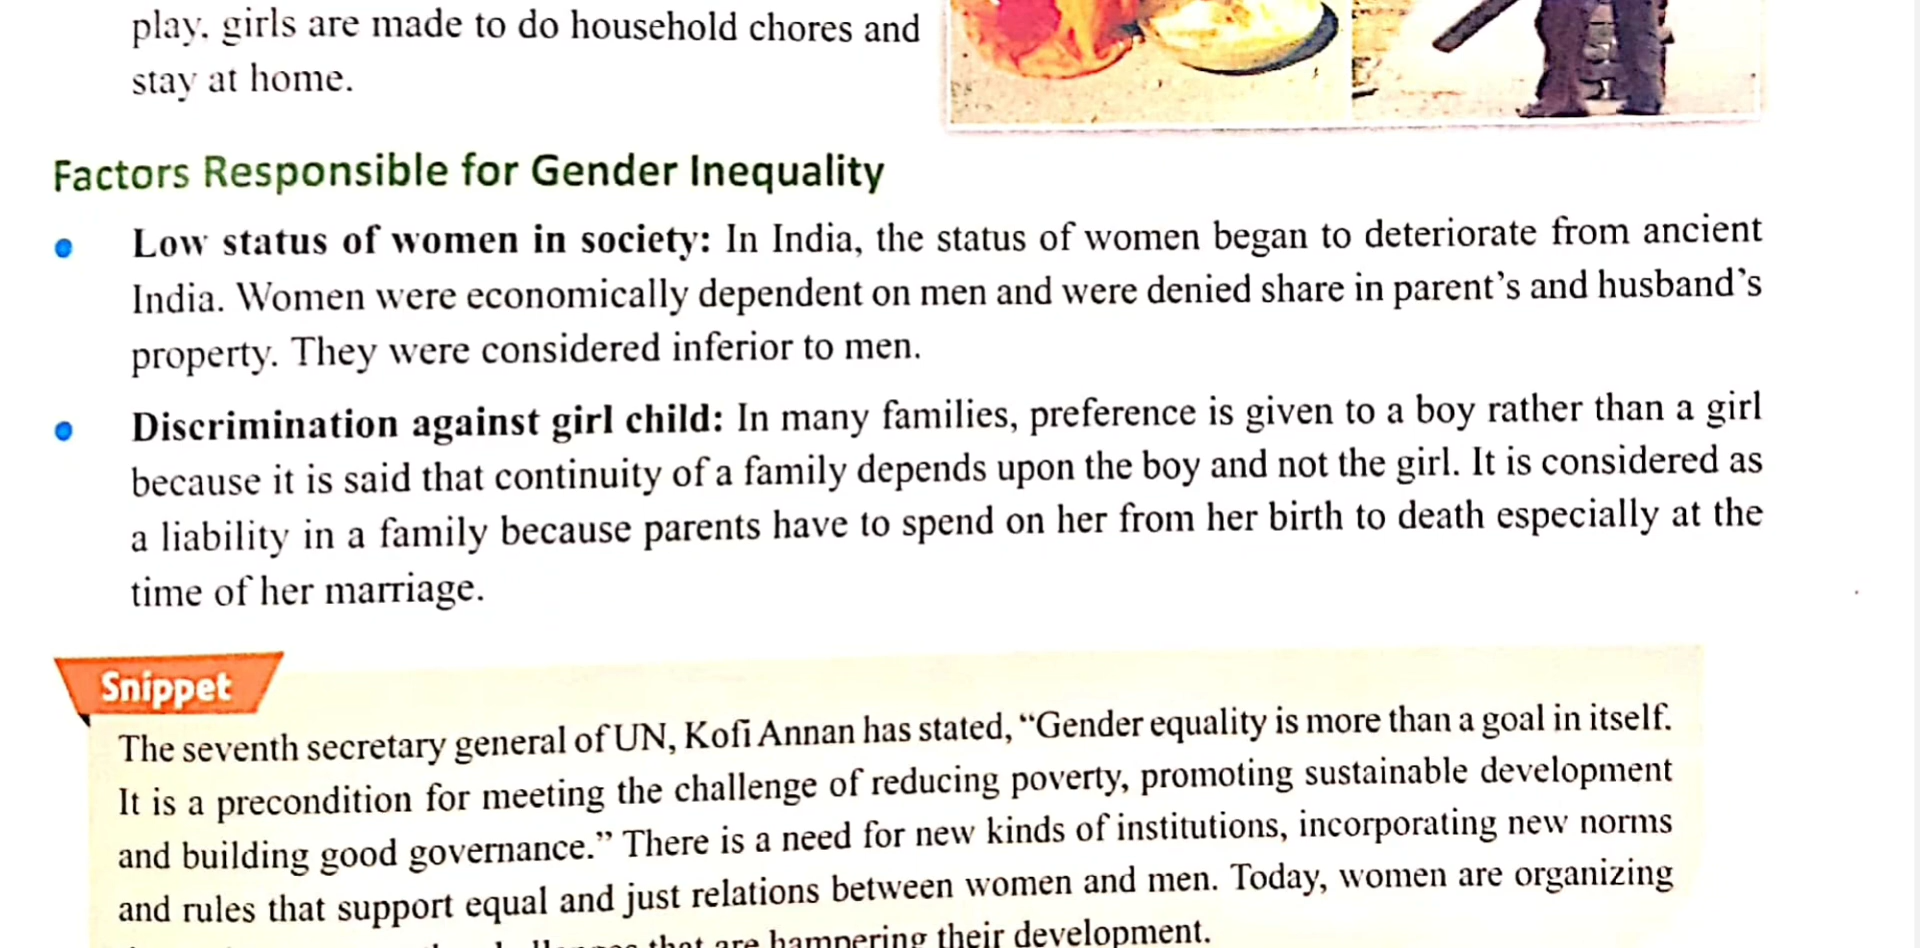 play. girls are made to do household chores and
stay at home.
Factors Responsible for Gender Inequality
Low status of women in society: In India, the status of women began to deteriorate from ancient
India. Women were economically dependent on men and were denied share in parent’s and husband’s
property. They were considered inferior to men.
Discrimination against girl child: In many families, preference is given to a boy rather than a girl
because it is said that continuity of a family depends upon the boy and not the girl. It is considered as
a liability in a family because parents have to spend on her from her birth to death especially at the
time of her marriage.
Snippet
The seventh secretary general of UN, Kofi Annan has stated, “Gender equality is more than a goal in itself.
It is a precondition for meeting the challenge of reducing poverty, promoting sustainable development
and building good governance.” There is a need for new kinds of institutions, incorporating new norms
and rules that support equal and just relations between women and men. Today, women are organizing
that are hampering their development.